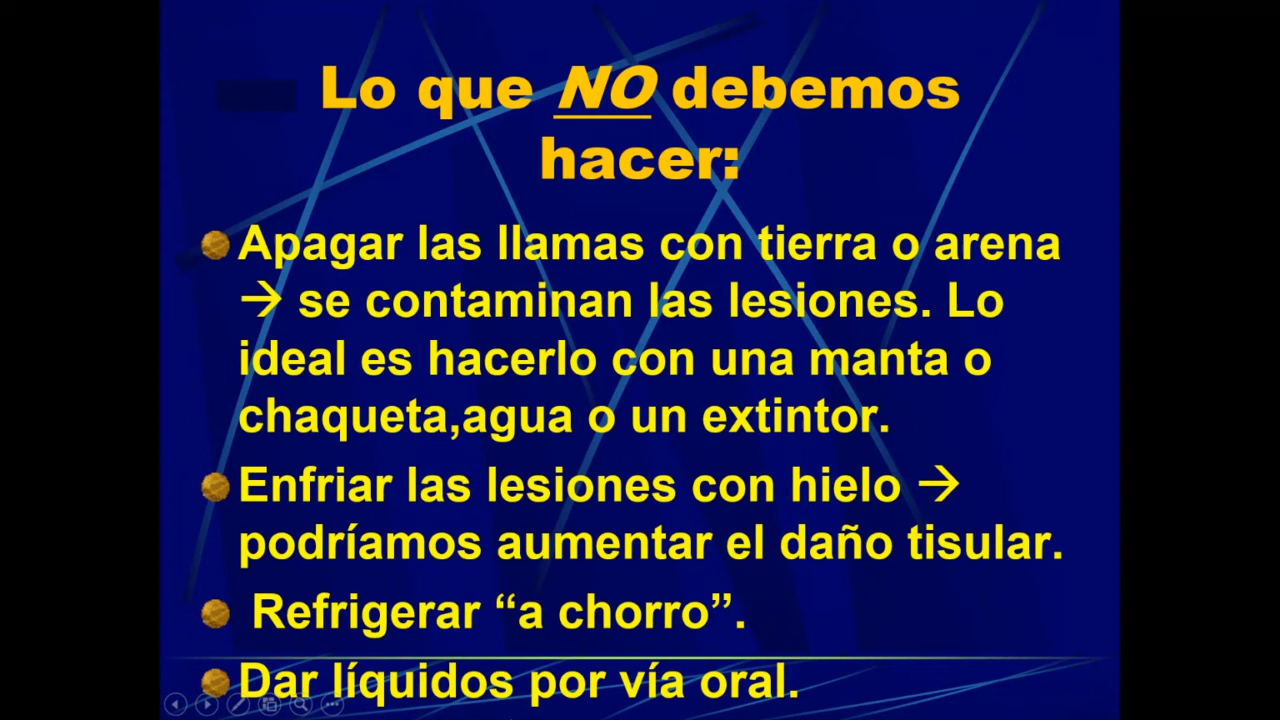 Lo que NO debemos
hacer:
Apagar las llamas con tierra o arena
→ se contaminan las lesiones. Lo
ideal es hacerlo con una manta o
chaqueta,agua o un extintor.
Enfriar las lesiones con hielo →
podríamos aumentar el daño tisular.
Refrigerar “a chorro”.
Dar líquidos por vía oral.